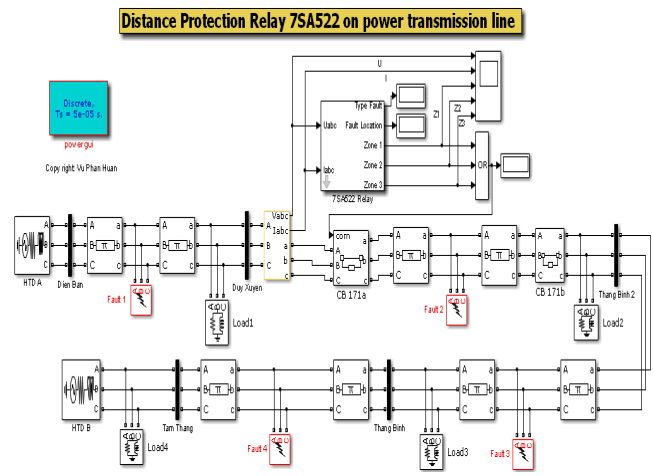 Distance Protection Relay 7SA522 on power transmission line
Discrete,
Ts = 5e-05 s.
powergui
Copy right: Vu Phan Huan
U
I
Z1
Z2
Z3
Uabc
Iabc
Type Fault
Fault Location
Zone 1
Zone 2
Zone 3
7SA522 Relay
OR
HTD A
A
B
C
Dien Ban
A
B
C
π
a
b
c
A B C
Fault 1
A
B
C
π
a
b
c
A B C
Load1
Duy Xuyen
A
B
C
Vabc
Iabc
a
b
c
com
A
B
C
a
b
c
CB 171a
A
B
C
π
a
b
c
A B C
Fault 2
A
B
C
π
a
b
c
A
B
C
a
b
c
CB 171b
Thang Binh 2
A B C
Load2
HTD B
A
B
C
A B C
Load4
Tam Thang
A
B
C
π
a
b
c
A B C
Fault 4
A
B
C
π
a
b
c
Thang Binh
A B C
Load3
A
B
C
π
a
b
c
A B C
Fault 3
A
B
C
π
a
b
c